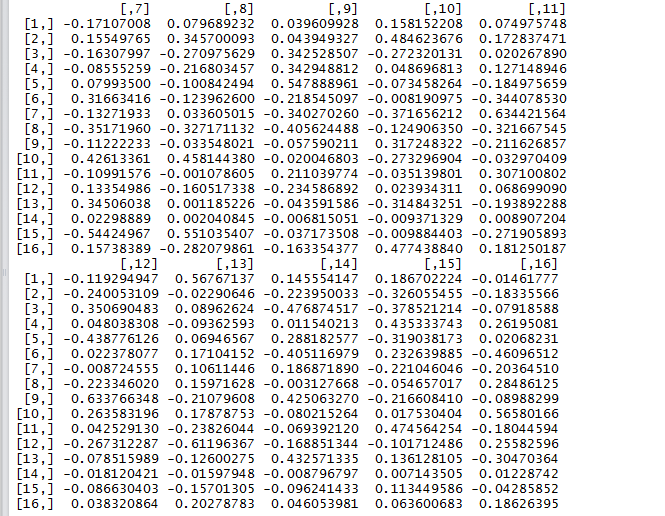 [,7] [,8] [,9] [,10] [,11]
[1,] -0.17107008 0.079689232 0.039609928 0.158152208 0.074975748
[2,] 0.15549765 0.345700093 0.043949327 0.484623676 0.172837471
[3,] -0.16307997 -0.270975629 0.342528507 -0.272320131 0.020267890
[4,] -0.08555259 -0.216803457 0.342948812 0.048696813 0.127148946
[5,] 0.07993500 -0.100842494 0.547888961 -0.073458264 -0.184975659
[6,] 0.31663416 -0.123962600 -0.218545097 -0.008190975 -0.344078530
[7,] -0.13271933 0.033605015 -0.340270260 -0.371656212 0.634421564
[8,] -0.35171960 -0.327171132 -0.405624488 -0.124906350 -0.321667545
[9,] -0.11222233 -0.033548021 -0.057590211 0.317248322 -0.211626857
[10,] 0.42613361 0.458144380 -0.020046803 -0.273296904 -0.032970409
[11,] -0.10991576 -0.001078605 0.211039774 -0.035139801 0.307100802
[12,] 0.13354986 -0.160517338 -0.234586892 0.023934311 0.068699090
[13,] 0.34506038 0.001185226 -0.043591586 -0.314843251 -0.193892288
[14,] 0.02298889 0.002040845 -0.006815051 -0.009371329 0.008907204
[15,] -0.54424967 0.551035407 -0.037173508 -0.009884403 -0.271905893
[16,] 0.15738389 -0.282079861 -0.163354377 0.477438840 0.181250187
[,12] [,13] [,14] [,15] [,16]
[1,] -0.119294947 0.56767137 0.145554147 0.186702224 -0.01461777
[2,] -0.240053109 -0.02290646 -0.223950033 -0.326055455 -0.18335566
[3,] 0.350690483 0.08962624 -0.476874517 -0.378521214 -0.07918588
[4,] 0.048038308 -0.09362593 0.011540213 0.435333743 0.26195081
[5,] -0.438776126 0.06946567 0.288182577 -0.319038173 0.02068231
[6,] 0.022378077 0.17104152 -0.405116979 0.232639885 -0.46096512
[7,] -0.008724555 0.10611446 0.186871890 -0.221046046 -0.20364510
[8,] -0.223346020 0.15971628 -0.003127668 -0.054657017 0.28486125
[9,] 0.633766348 -0.21079608 0.425063270 -0.216608410 -0.08988299
[10,] 0.263583196 0.17878753 -0.080215264 0.017530404 0.56580166
[11,] 0.042529130 -0.23826044 -0.069392120 0.474564254 -0.18044594
[12,] -0.267312287 -0.61196367 -0.168851344 -0.101712486 0.25582596
[13,] -0.078515989 -0.12600275 0.432571335 0.136128105 -0.30470364
[14,] -0.018120421 -0.01597948 -0.008796797 0.007143505 0.01228742
[15,] -0.086630403 -0.15701305 -0.096241433 0.113449586 -0.04285852
[16,] 0.038320864 0.20278783 0.046053981 0.063600683 0.18626395